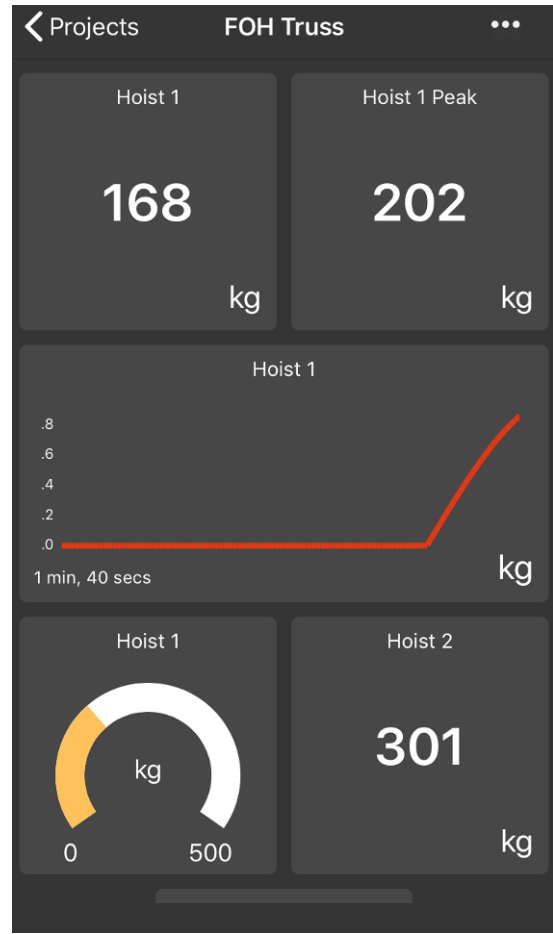 Projects
FOH Truss
Hoist 1
168
kg
Hoist 1 Peak
202
kg
Hoist 1
.8
.6
.4
.2
.0
1 min, 40 secs
kg
Hoist 1
kg
0 500
Hoist 2
301
kg